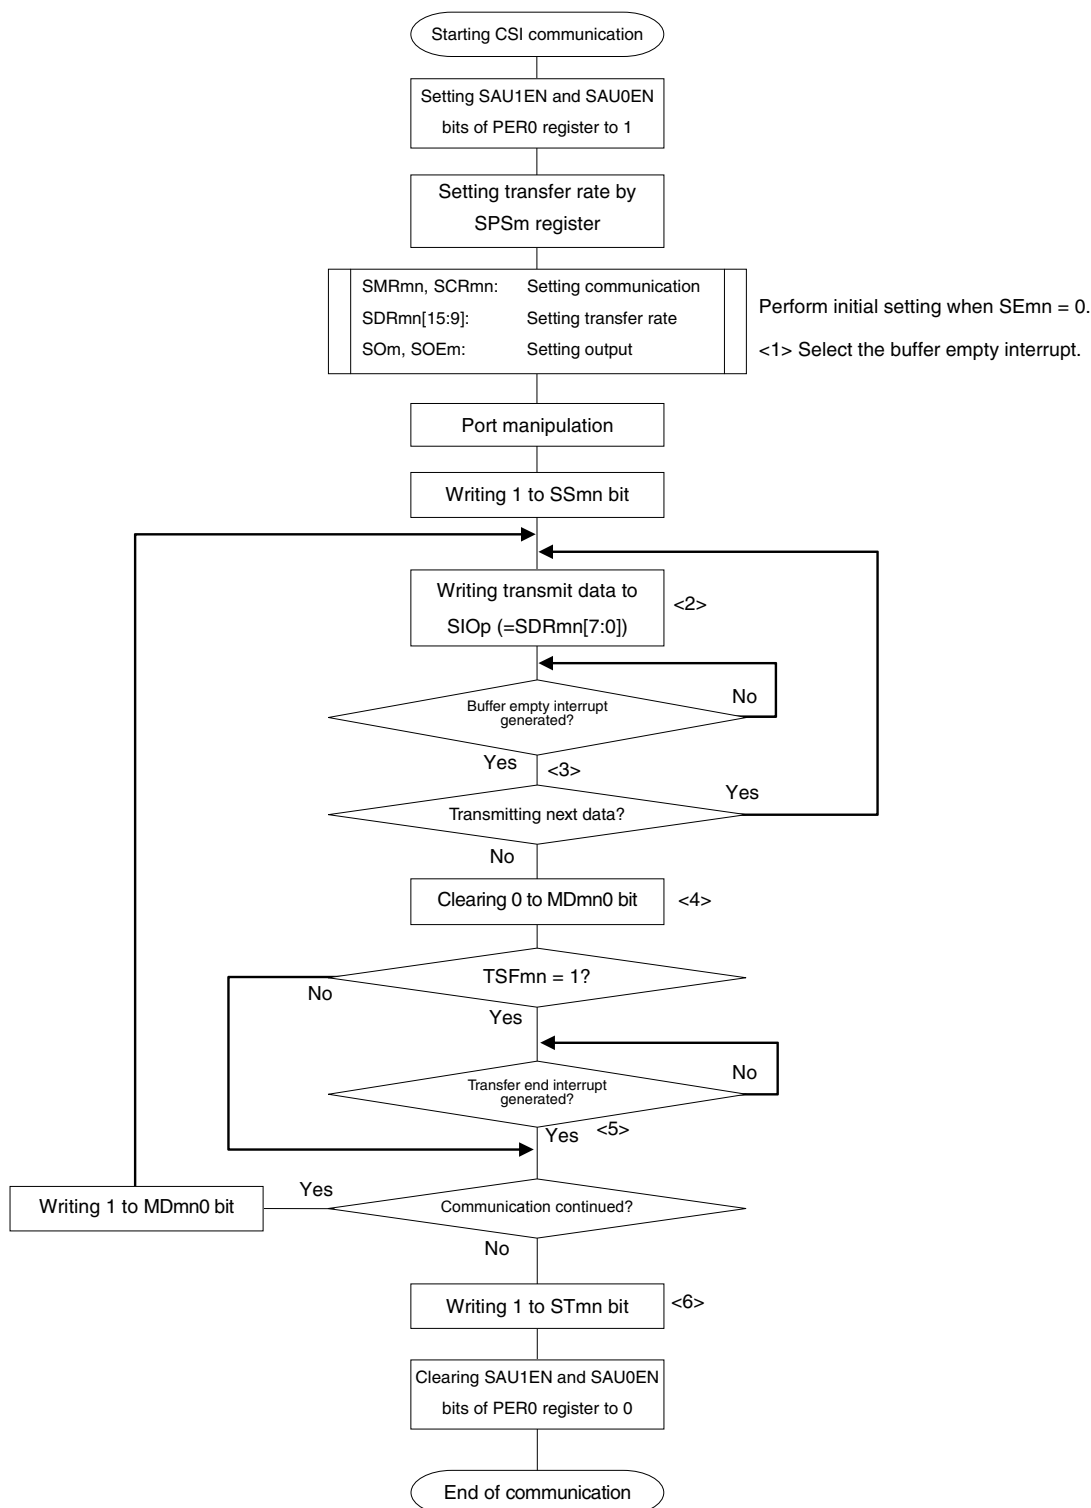 Starting CSI communication
Setting SAU1EN and SAU0EN
bits of PER0 register to 1
Setting transfer rate by
SPSm register
SMRmn, SCRmn: Setting communication
SDRmn[15:9]: Setting transfer rate
SOm, SOEm: Setting output
Perform initial setting when SEmn = 0.
<1> Select the buffer empty interrupt.
Port manipulation
Writing 1 to SSmn bit
Writing transmit data to
SIOp (=SDRmn[7:0])
<2>
Buffer empty interrupt
generated?
No
Yes
<3>
Transmitting next data?
Yes
No
Clearing 0 to MDmn0 bit
<4>
TSFmn = 1?
No
Yes
Transfer end interrupt
generated?
No
Yes
<5>
Communication continued?
Yes
Writing 1 to MDmn0 bit
No
Writing 1 to STmn bit
<6>
Clearing SAU1EN and SAU0EN
bits of PER0 register to 0
End of communication